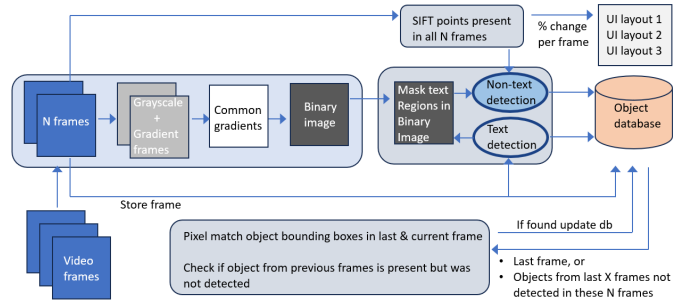 SIFT points present
in all N frames
% change
per frame
UI layout 1
UI layout 2
UI layout 3
N frames
Grayscale
+
Gradient
frames
Common
gradients
Binary
image
Mask text
Regions in
Binary
Image
Non-text
detection
Text
detection
Object
database
Store frame
Video
frames
Pixel match object bounding boxes in last & current frame
Check if object from previous frames is present but was
not detected
If found update db
• Last frame, or
• Objects from last X frames not
detected in these N frames